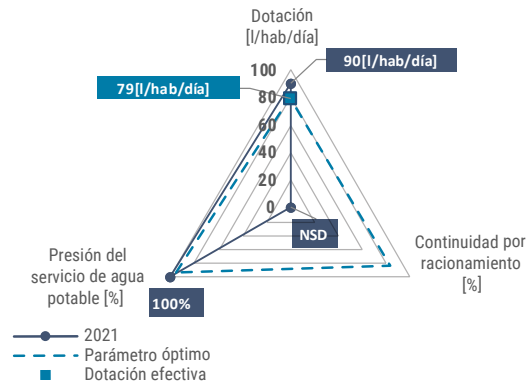 Dotación
[l/hab/día]
100
90[l/hab/día]
79[l/hab/día]
80
60
40
20
0
NSD
Continuidad por
racionamiento
[%]
Presión del
servicio de agua
potable [%]
100%
2021
Parámetro óptimo
Dotación efectiva